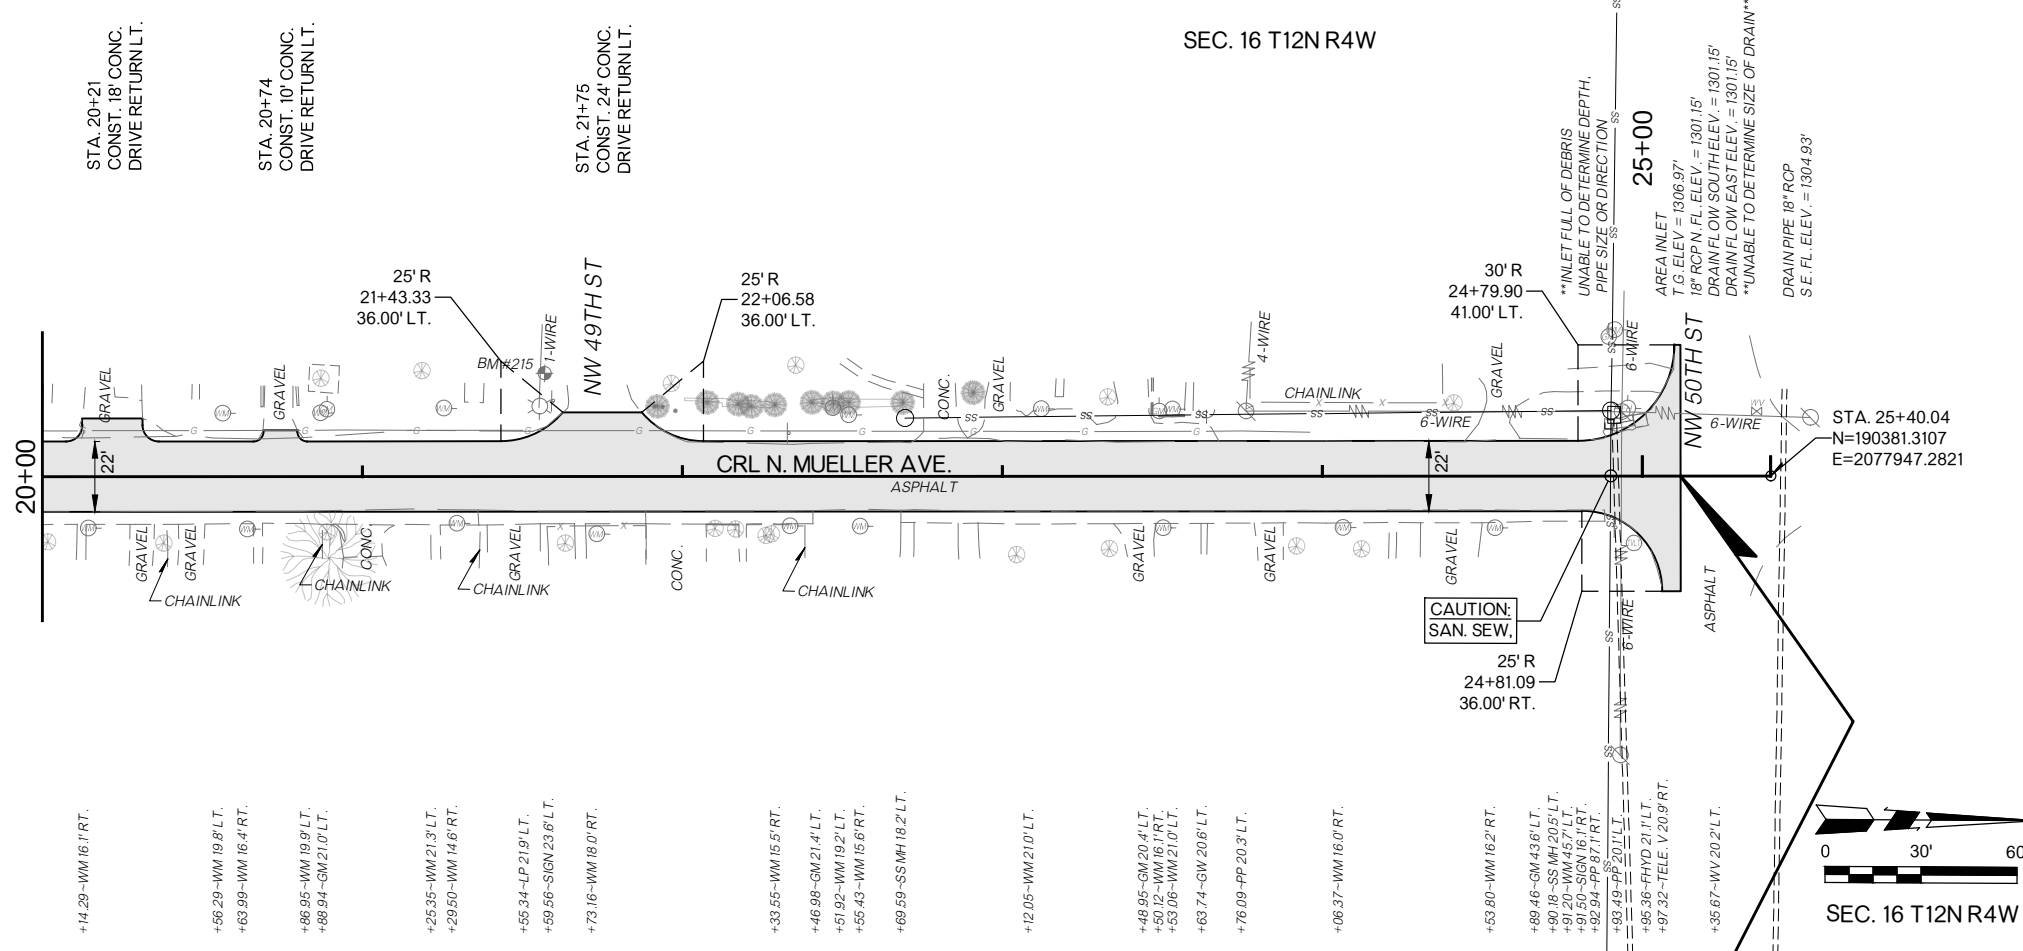 SEC. 16 T12N R4W
STA. 20+21
CONST. 18' CONC.
DRIVE RETURN LT.
STA. 20+74
CONST. 10' CONC.
DRIVE RETURN LT.
STA. 21+75
CONST. 24' CONC.
DRIVE RETURN LT.
**INLET FULL OF DEBRIS
UNABLE TO DETERMINE DEPTH,
PIPE SIZE OR DIRECTION
25+00
AREA INLET
T.G. ELEV = 1306.97'
18" RCP N. FL. ELEV. = 1301.15'
DRAIN FLOW SOUTH ELEV. = 1301.15'
DRAIN FLOW EAST ELEV. = 1301.15'
**UNABLE TO DETERMINE SIZE OF DRAIN**
DRAIN PIPE 18" RCP
S E. FL. ELEV. = 1304.93'
25' R
21+43.33
36.00' LT.
NW 49TH ST
25' R
22+06.58
36.00' LT.
30' R
24+79.90
41.00' LT.
BM #215
1-WIRE
4-WIRE
6-WIRE
NW 50TH ST
GRAVEL
GRAVEL
CONC.
GRAVEL
CHAINLINK
GRAVEL
6-WIRE
6-WIRE
STA. 25+40.04
N=190381.3107
E=2077947.2821
20+00
22'
CRL N. MUELLER AVE.
ASPHALT
22'
GRAVEL
GRAVEL
CONC.
GRAVEL
CONC.
GRAVEL
GRAVEL
GRAVEL
ASPHALT
CHAINLINK
CHAINLINK
CHAINLINK
CHAINLINK
CAUTION:
SAN. SEW,
6-WIRE
25' R
24+81.09
36.00' RT.
+14.29~WM 16.1' RT.
+56.29~WM 19.8' LT.
+63.99~WM 16.4' RT.
+86.95~WM 19.9' LT.
+88.94~GM 21.0' LT.
+25.35~WM 21.3' LT.
+29.50~WM 14.6' RT.
+55.34~LP 21.9' LT.
+59.56~SIGN 23.6' LT.
+73.16~WM 18.0' RT.
+33.55~WM 15.5' RT.
+46.98~GM 21.4' LT.
+51.92~WM 19.2' LT.
+55.43~WM 15.6' RT.
+69.59~SS MH 18.2' LT.
+12.05~WM 21.0' LT.
+48.95~GM 20.4' LT.
+50.12~WM 16.1' RT.
+53.06~WM 21.0' LT.
+63.74~GW 20.6' LT.
+76.09~PP 20.3' LT.
+06.37~WM 16.0' RT.
+53.80~WM 16.2' RT.
+89.46~GM 43.6' LT.
+90.18~SS MH 20.5' LT.
+91.20~WM 45.7' LT.
+91.50~SIGN 16.1' RT.
+92.94~PP 87.1' RT.
+93.49~PP 20.1' LT.
+95.36~FHYD 21.1' LT.
+97.32~TELE. V 20.9' RT.
+35.67~WV 20.2' LT.
0 30' 60
SEC. 16 T12N R4W